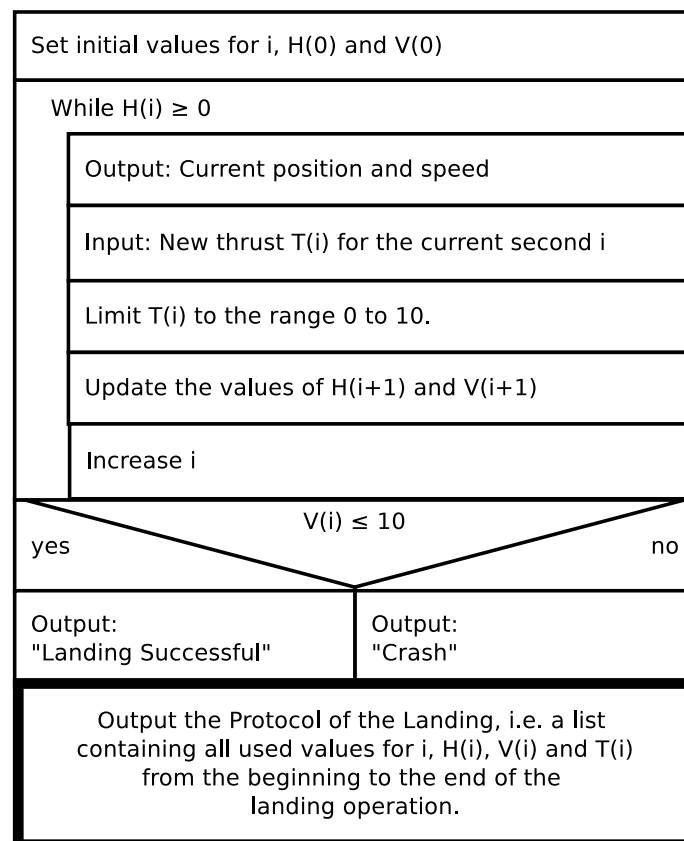 Set initial values for i, H(0) and V(0)
While H(i) ≥ 0
Output: Current position and speed
Input: New thrust T(i) for the current second i
Limit T(i) to the range 0 to 10.
Update the values of H(i+1) and V(i+1)
Increase i
V(i) ≤ 10
yes
no
Output:
"Landing Successful"
Output:
"Crash"
Output the Protocol of the Landing, i.e. a list
containing all used values for i, H(i), V(i) and T(i)
from the beginning to the end of the
landing operation.